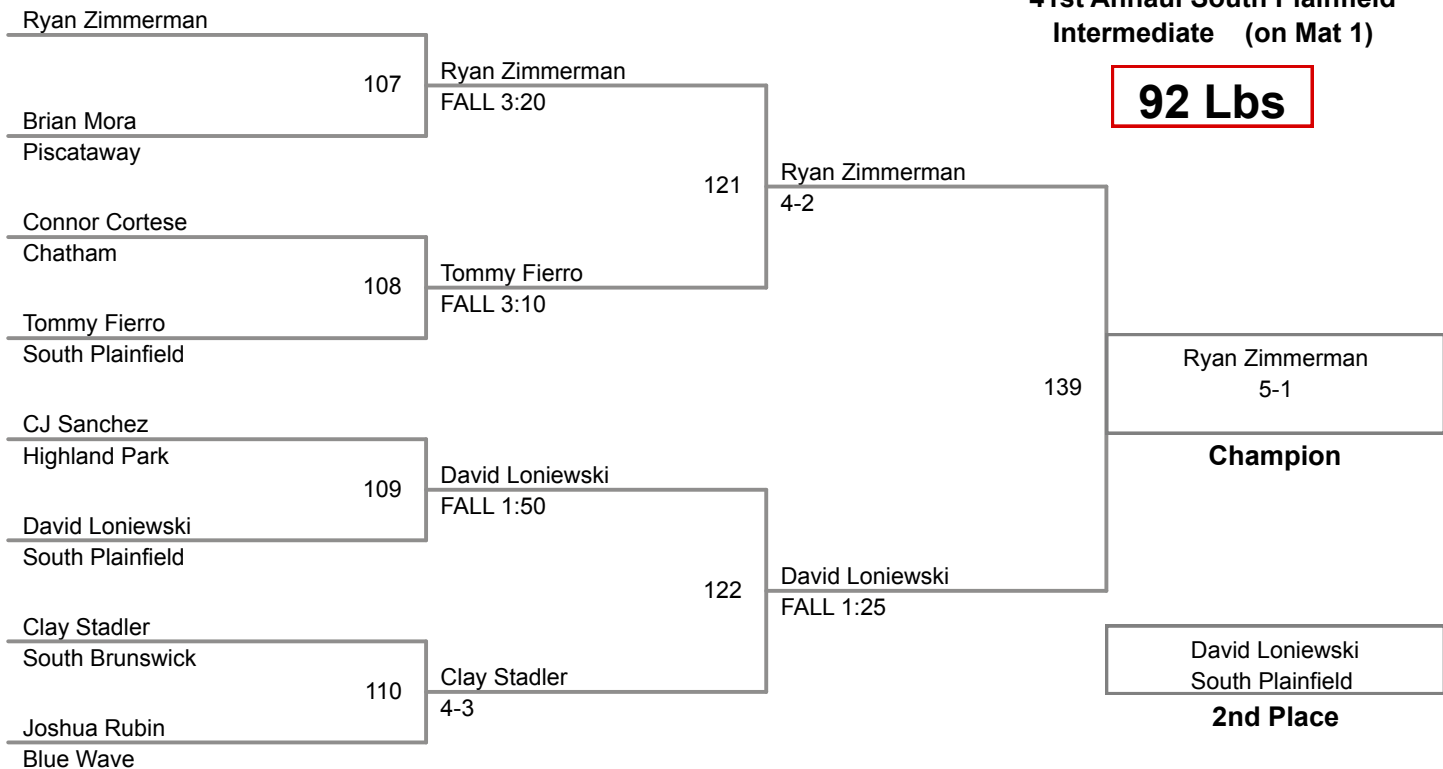 41st Annaul South Plainfield
Intermediate (on Mat 1)
92 Lbs
Ryan Zimmerman
107
Brian Mora
Piscataway
Connor Cortese
Chatham
108
Tommy Fierro
South Plainfield
CJ Sanchez
Highland Park
109
David Loniewski
South Plainfield
Clay Stadler
South Brunswick
110
Joshua Rubin
Blue Wave
Ryan Zimmerman
FALL 3:20
121
Tommy Fierro
FALL 3:10
David Loniewski
FALL 1:50
122
Clay Stadler
4-3
Ryan Zimmerman
4-2
139
David Loniewski
FALL 1:25
Ryan Zimmerman
5-1
Champion
David Loniewski
South Plainfield
2nd Place